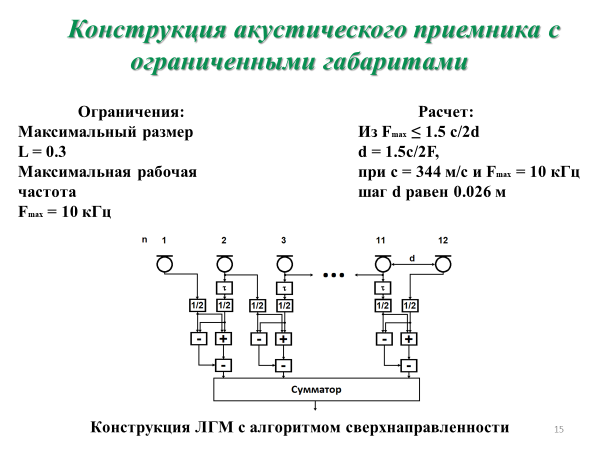 Конструкция акустического приемника с
ограниченными габаритами
Ограничения:
Максимальный размер
L = 0.3
Максимальная рабочая
частота
Fmax = 10 кГц
Расчет:
Из Fmax ≤ 1.5 c/2d
d = 1.5c/2F,
при с = 344 м/с и Fmax = 10 кГц
шаг d равен 0.026 м
n 1 2 3 11 12
d
τ τ τ
1/2 1/2 1/2 1/2 1/2 1/2
- + - + - +
- - -
Сумматор
Конструкция ЛГМ с алгоритмом сверхнаправленности
15